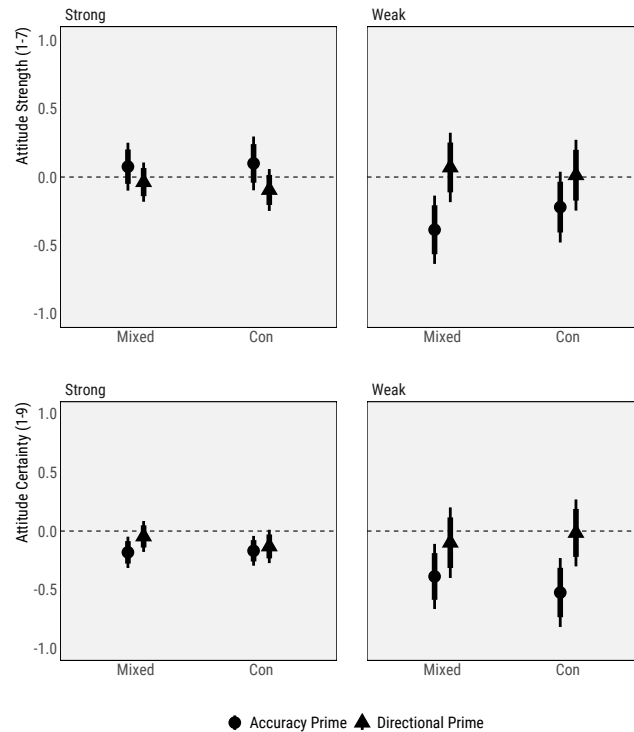 Strong
Weak
Attitude Strength (1-7)
1.0
0.5
0.0
-0.5
-1.0
Mixed
Con
Mixed
Con
Strong
Weak
Attitude Certainty (1-9)
1.0
0.5
0.0
-0.5
-1.0
Mixed
Con
Mixed
Con
Accuracy Prime
Directional Prime